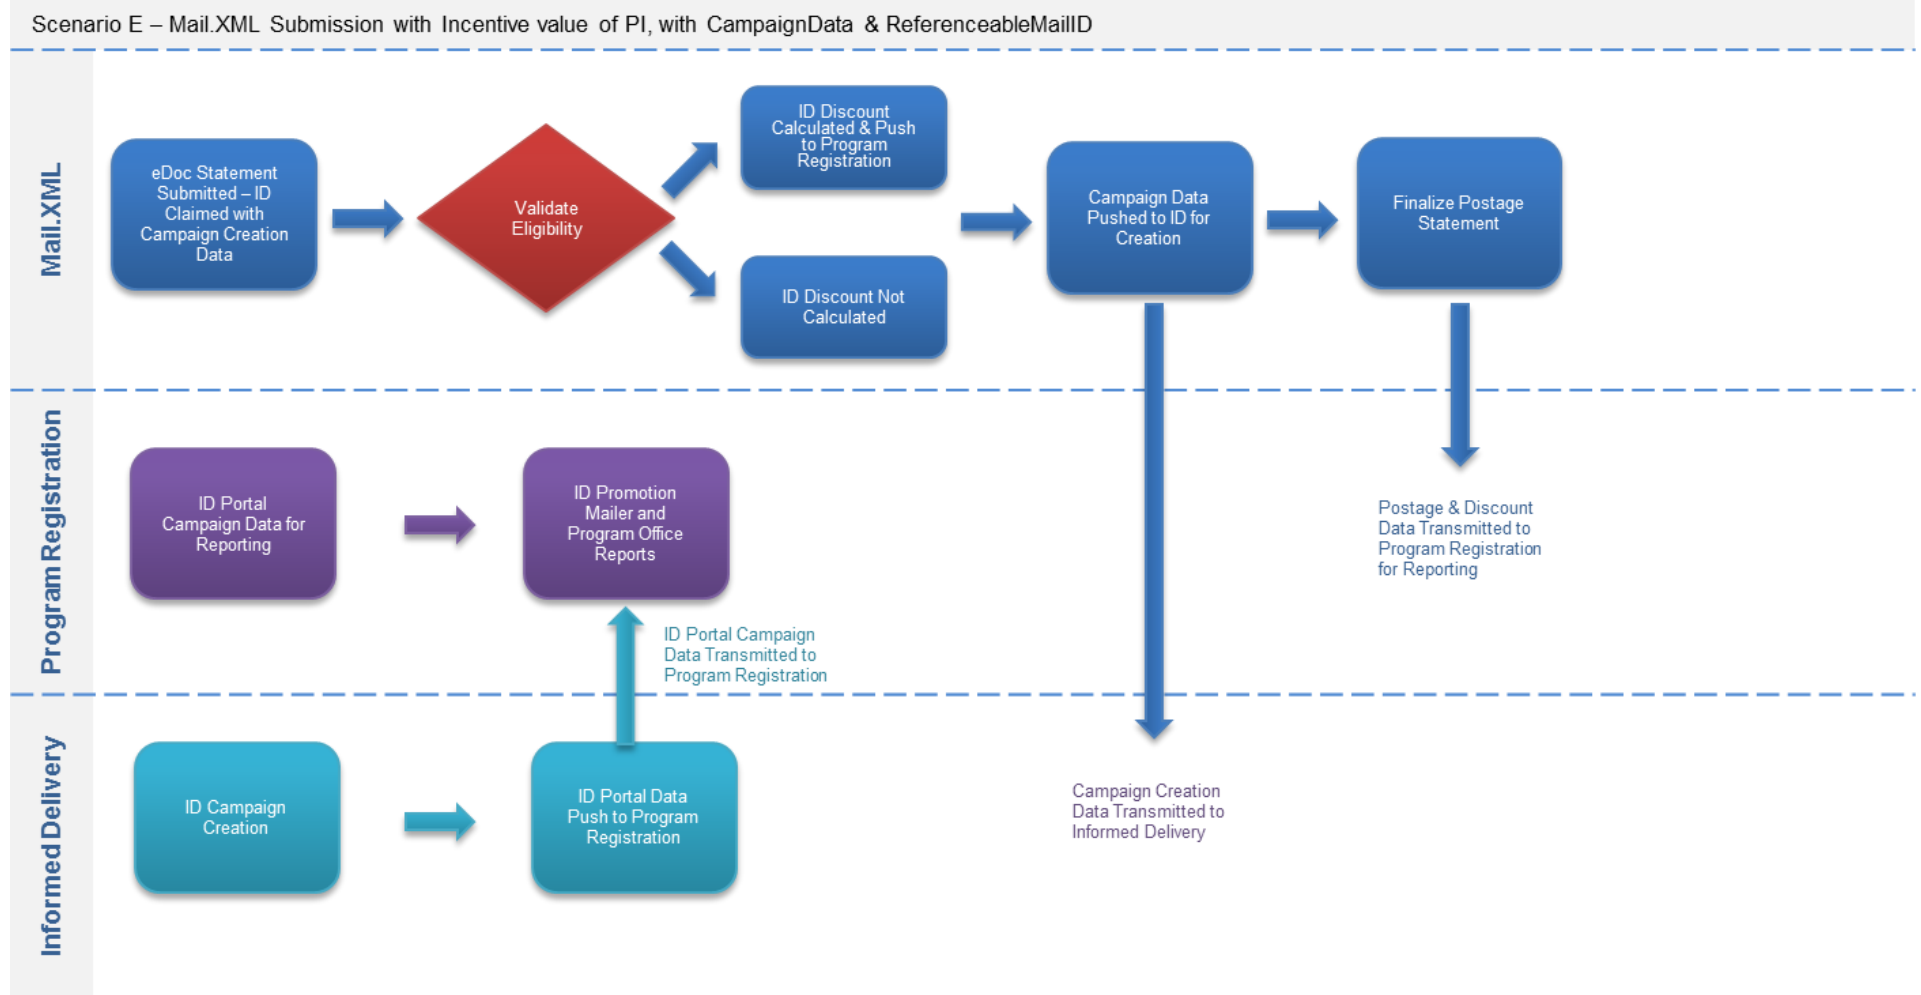 Scenario E – Mail.XML Submission with Incentive value of PI, with CampaignData & ReferenceableMailID
Mail.XML
eDoc Statement
Submitted – ID
Claimed with
Campaign Creation
Data
Validate
Eligibility
ID Discount
Calculated & Push
to Program
Registration
ID Discount Not
Calculated
Campaign Data
Pushed to ID for
Creation
Finalize Postage
Statement
Program Registration
ID Portal
Campaign Data for
Reporting
ID Promotion
Mailer and
Program Office
Reports
Postage & Discount
Data Transmitted to
Program Registration
for Reporting
ID Portal Campaign
Data Transmitted to
Program Registration
Informed Delivery
ID Campaign
Creation
ID Portal Data
Push to Program
Registration
Campaign Creation
Data Transmitted to
Informed Delivery